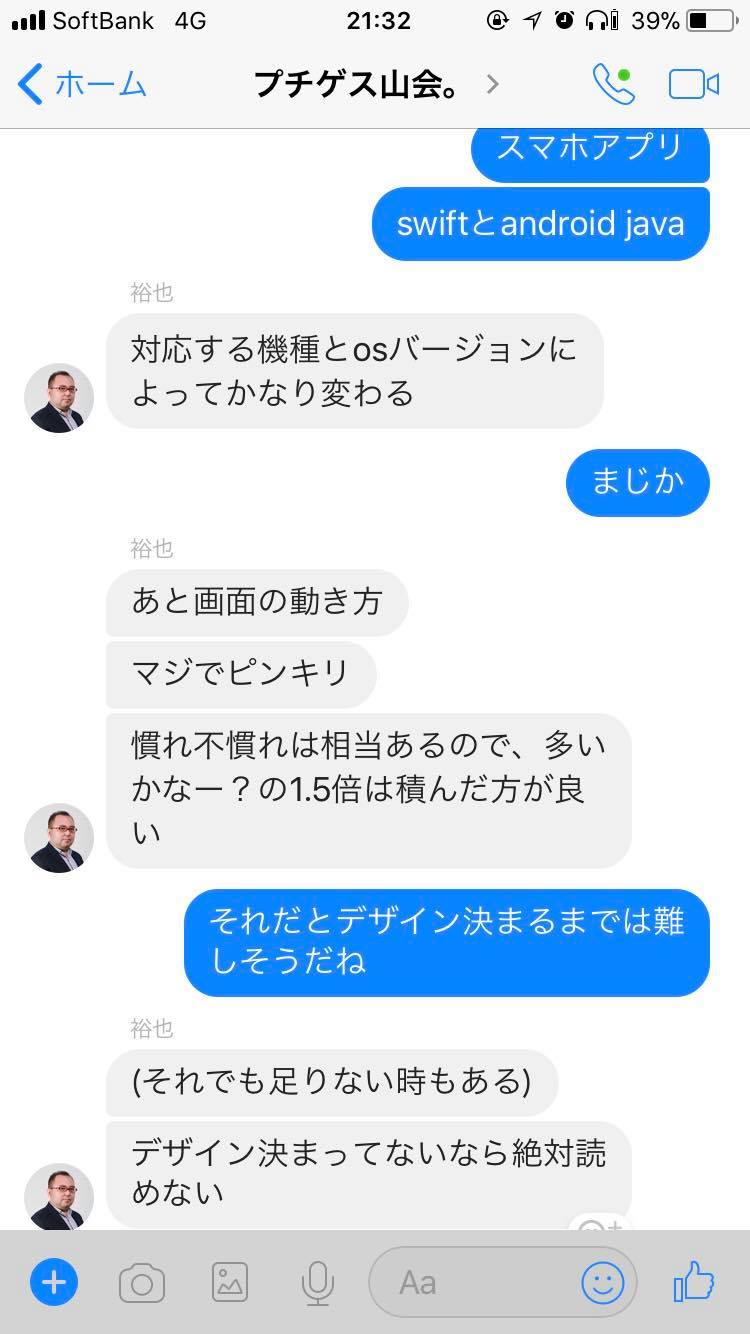 SoftBank 4G 21:32 39%
ホーム プチゲス山会。
スマホアプリ
swiftとandroid java
裕也
対応する機種とosバージョンに
よってかなり変わる
まじか
裕也
あと画面の動き方
マジでピンキリ
慣れ不慣れは相当あるので、多い
かなー？の1.5倍は積んだ方が良
い
それだとデザイン決まるまでは難
しそうだね
裕也
(それでも足りない時もある)
デザイン決まってないなら絶対読
めない
Aa